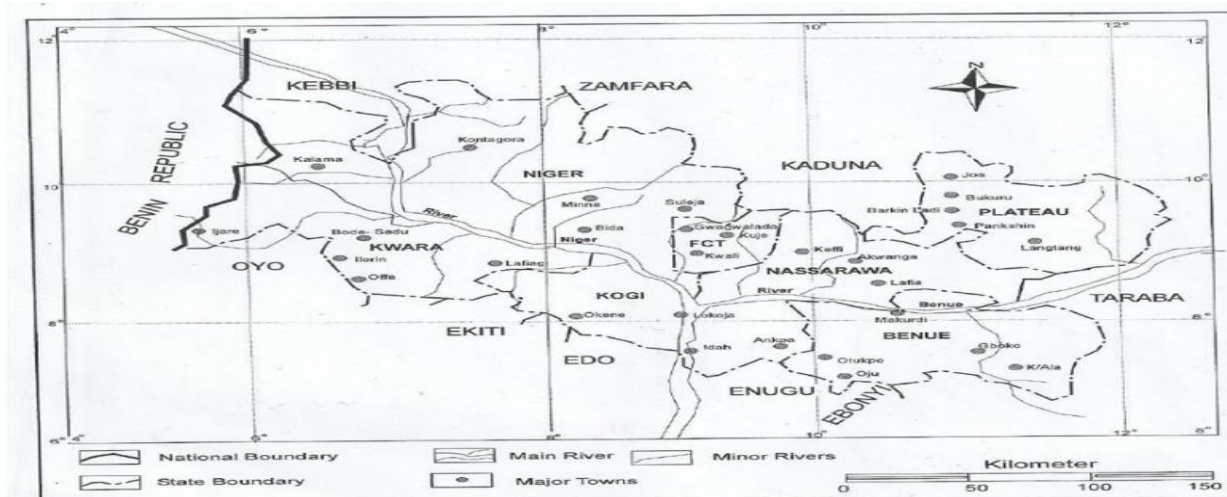 4° 6° 8° 10° 12°
12° 12°
N
KEBBI
ZAMFARA
BENIN REPUBLIC
Kaiama
Kontagora
NIGER
KADUNA
10 10°
Jos
Bukuru
Barkin Ladi
PLATEAU
Pankshin
Langtang
Minna
Suleja
Ijare
Bode-Sadu
River
Bida
Niger
Gwagwalada
Kuje
FCT
Kwali
Keffi
Akwanga
NASSARAWA
KWARA
Ilorin
Offa
OYO
Lafiac
KOGI
River
Lafia
Benue
TARABA
Makurdi
8° 8°
Okene
Lokoja
EKITI
EDO
Idah
Ankpa
BENUE
Otukpo
Oju
Gboko
K/Ala
ENUGU
EBONYI
6° 6° 8° 10° 12° 6°
National Boundary
Main River
Minor Rivers
State Boundary
Major Towns
Kilometer
0 50 100 150